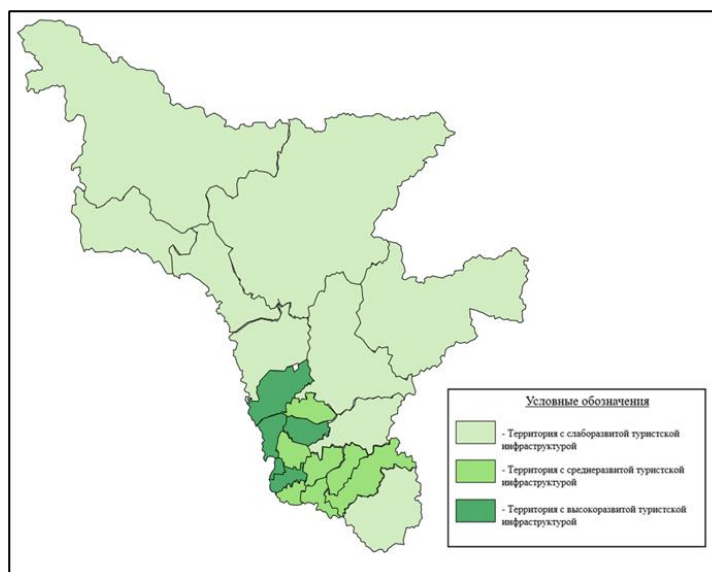 Условные обозначения
- Территория с слаборазвитой туристской
инфраструктурой
- Территория с среднеразвитой туристской
инфраструктурой
- Территория с высокоразвитой туристской
инфраструктурой